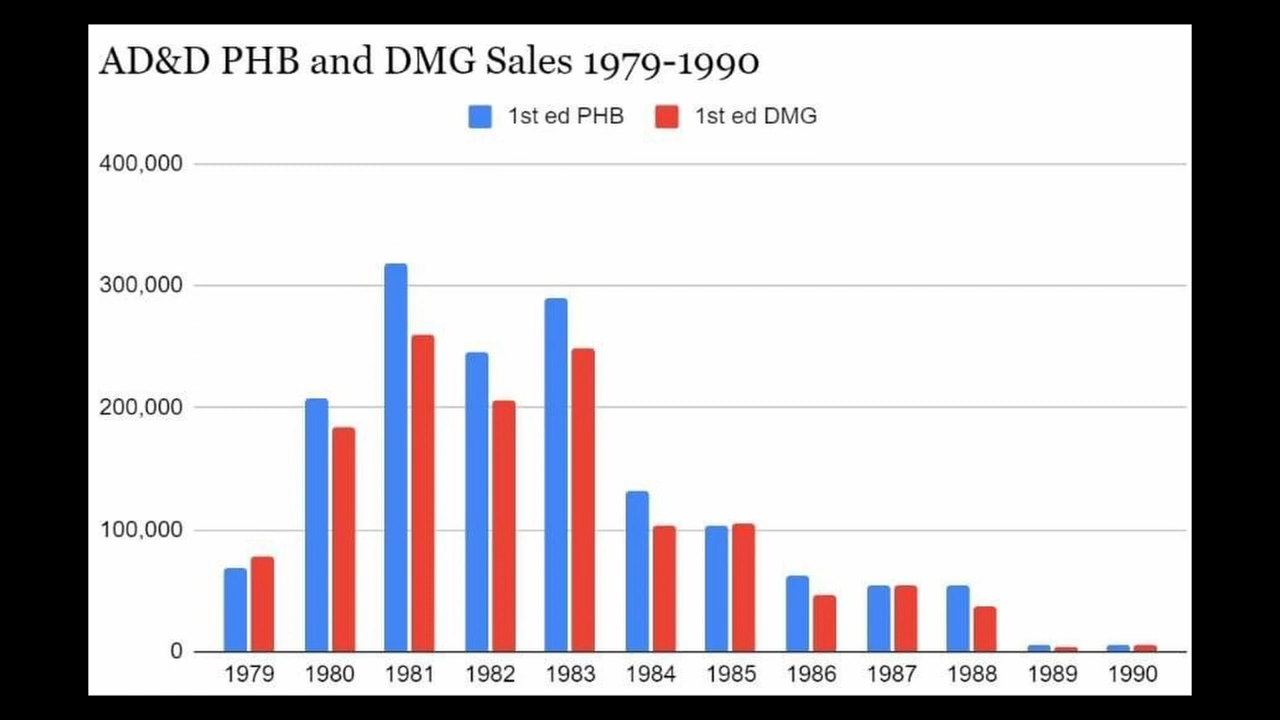 AD&D PHB and DMG Sales 1979-1990
1st ed PHB 1st ed DMG
400,000
300,000
200,000
100,000
0
1979 1980 1981 1982 1983 1984 1985 1986 1987 1988 1989 1990